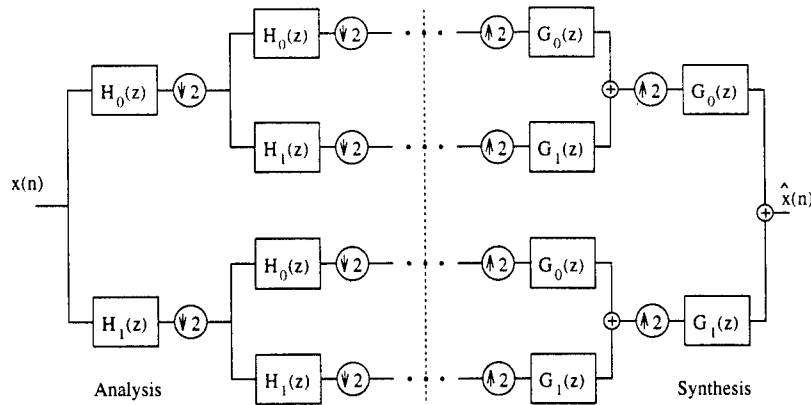 H₀(z) ↓2 · · · · ↑2 G₀(z)
H₀(z) ↓2 ↑2 G₀(z)
H₁(z) ↓2 · · · · ↑2 G₁(z)
x(n) x̂(n)
H₀(z) ↓2 · · · · ↑2 G₀(z)
H₁(z) ↓2 ↑2 G₁(z)
H₁(z) ↓2 · · · · ↑2 G₁(z)
Analysis Synthesis